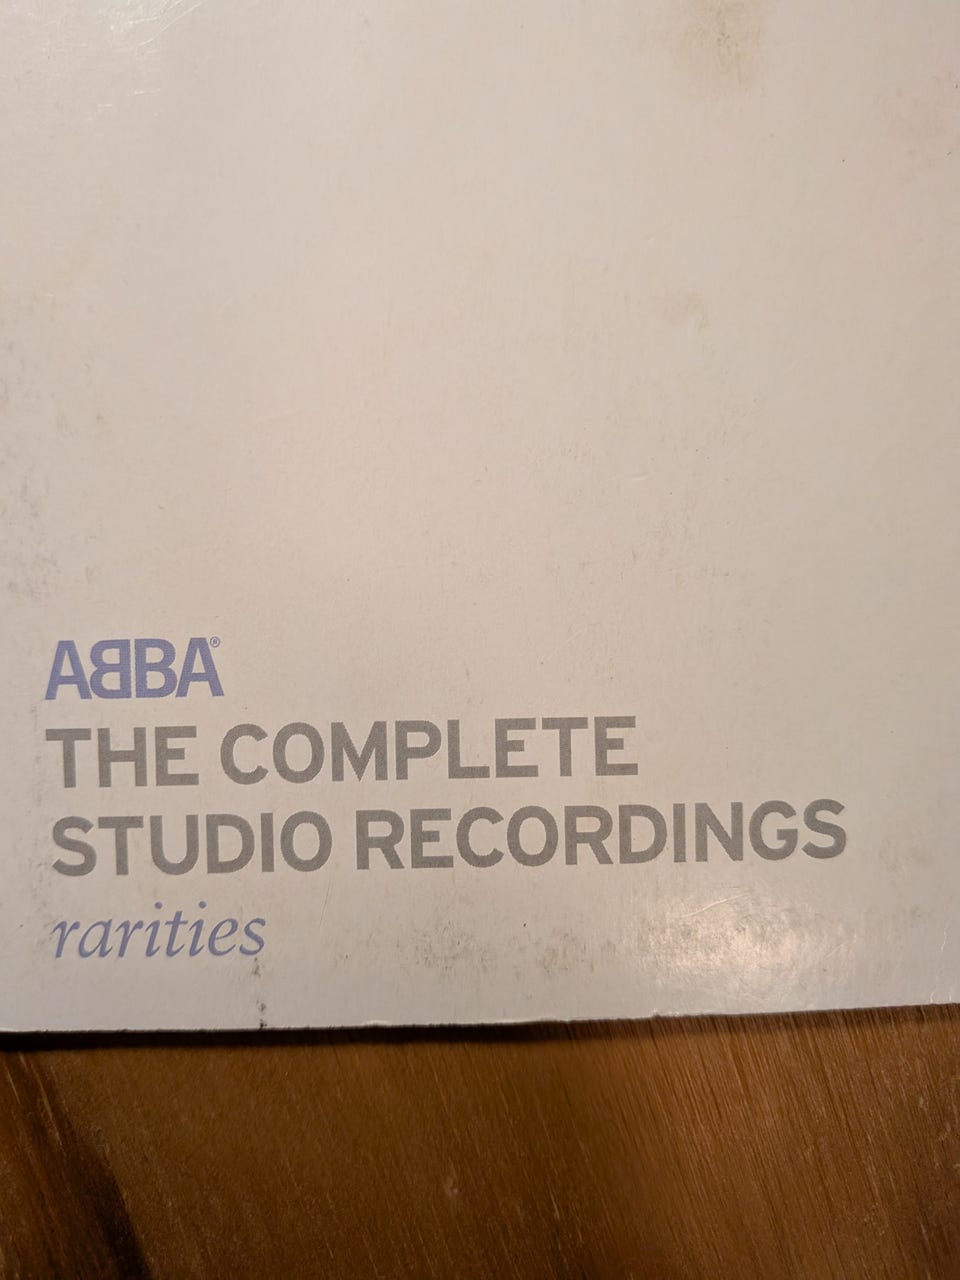 ABBA®
THE COMPLETE
STUDIO RECORDINGS
rarities